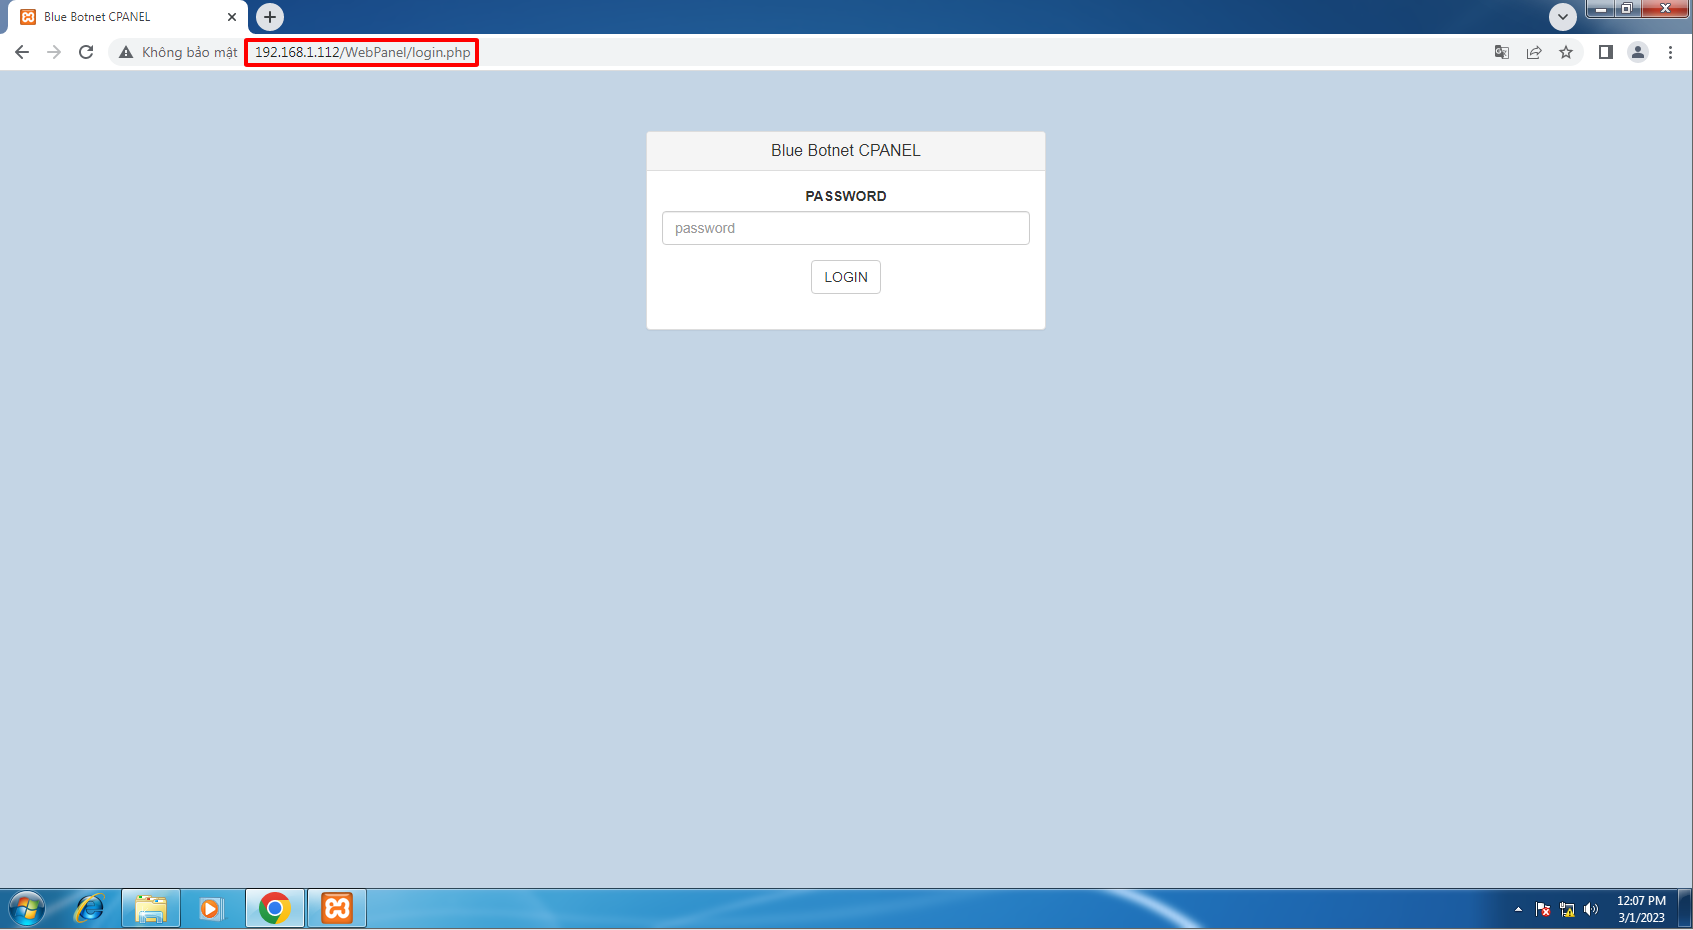 Blue Botnet CPANEL
Không bảo mật 192.168.1.112/WebPanel/login.php
Blue Botnet CPANEL
PASSWORD
password
LOGIN
12:07 PM
3/1/2023